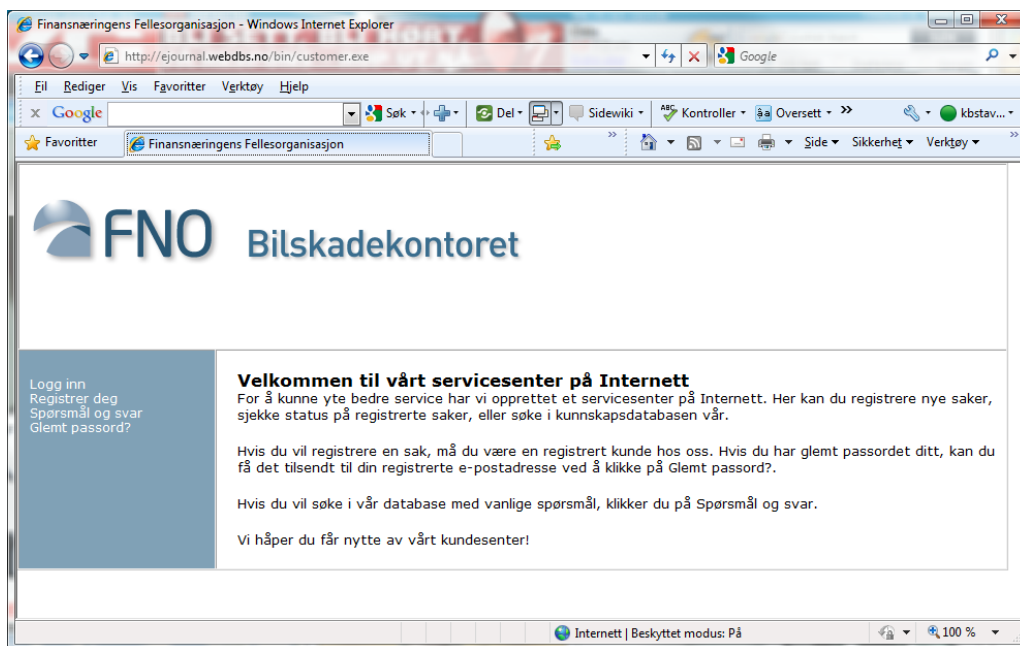 Finansnæringens Fellesorganisasjon - Windows Internet Explorer
http://ejournal.webdbs.no/bin/customer.exe
Google
Fil Rediger Vis Favoritter Verktøy Hjelp
x Google Søk Del Sidewiki Kontroller Oversett » kbstav...
Favoritter Finansnæringens Fellesorganisasjon » Side Sikkerhet Verktøy »
FNO Bilskadekontoret
Logg inn
Registrer deg
Spørsmål og svar
Glemt passord?
Velkommen til vårt servicesenter på Internett
For å kunne yte bedre service har vi opprettet et servicesenter på Internett. Her kan du registrere nye saker,
sjekke status på registrerte saker, eller søke i kunnskapsdatabasen vår.
Hvis du vil registrere en sak, må du være en registrert kunde hos oss. Hvis du har glemt passordet ditt, kan du
få det tilsendt til din registrerte e-postadresse ved å klikke på Glemt passord?.
Hvis du vil søke i vår database med vanlige spørsmål, klikker du på Spørsmål og svar.
Vi håper du får nytte av vårt kundesenter!
Internett | Beskyttet modus: På 100 %